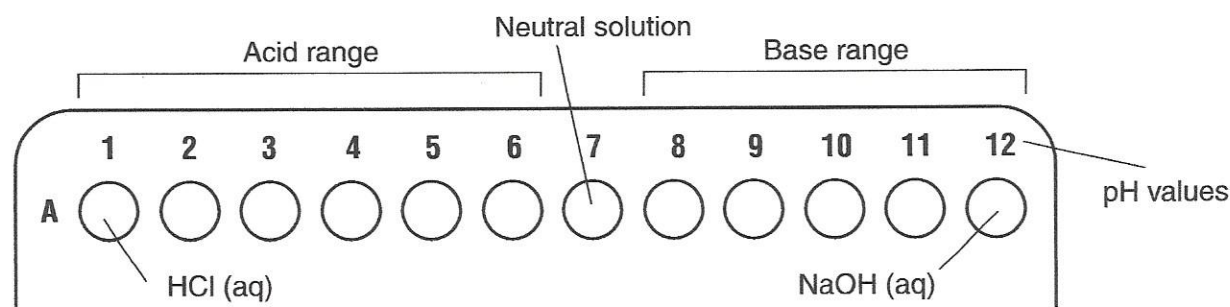 Neutral solution
Acid range
Base range
1 2 3 4 5 6 7 8 9 10 11 12
pH values
A
HCl (aq)
NaOH (aq)